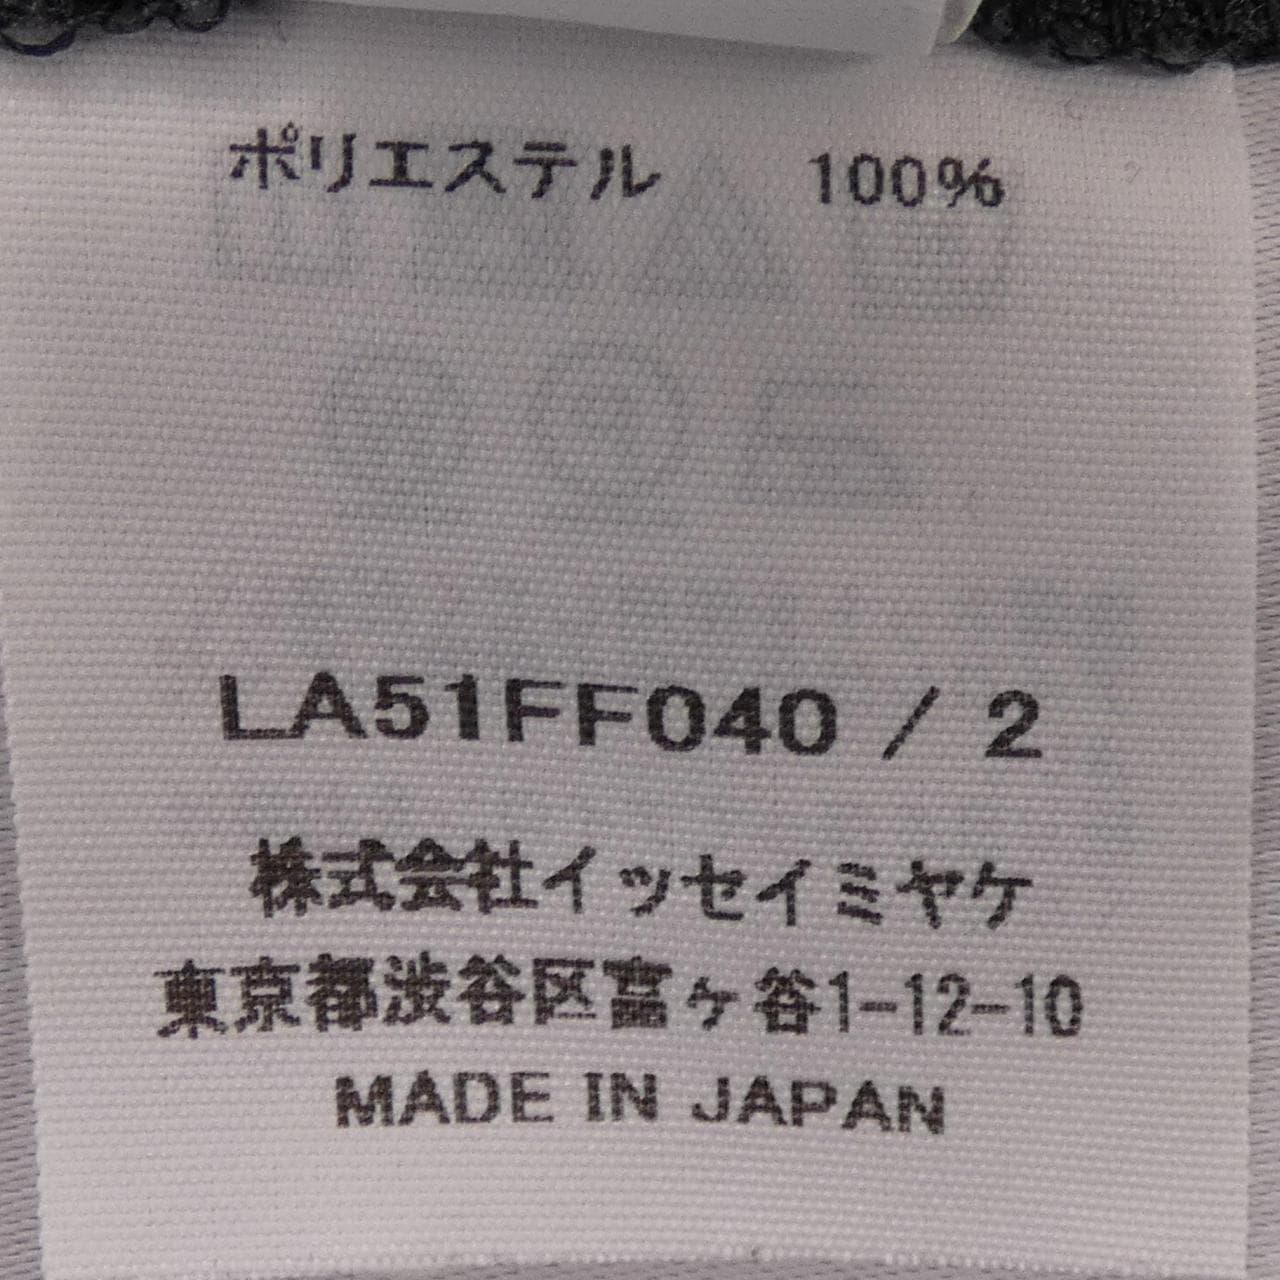 ポリエステル 100%
LA51FF040 / 2
株式会社イッセイミヤケ
東京都渋谷区富ヶ谷1-12-10
MADE IN JAPAN